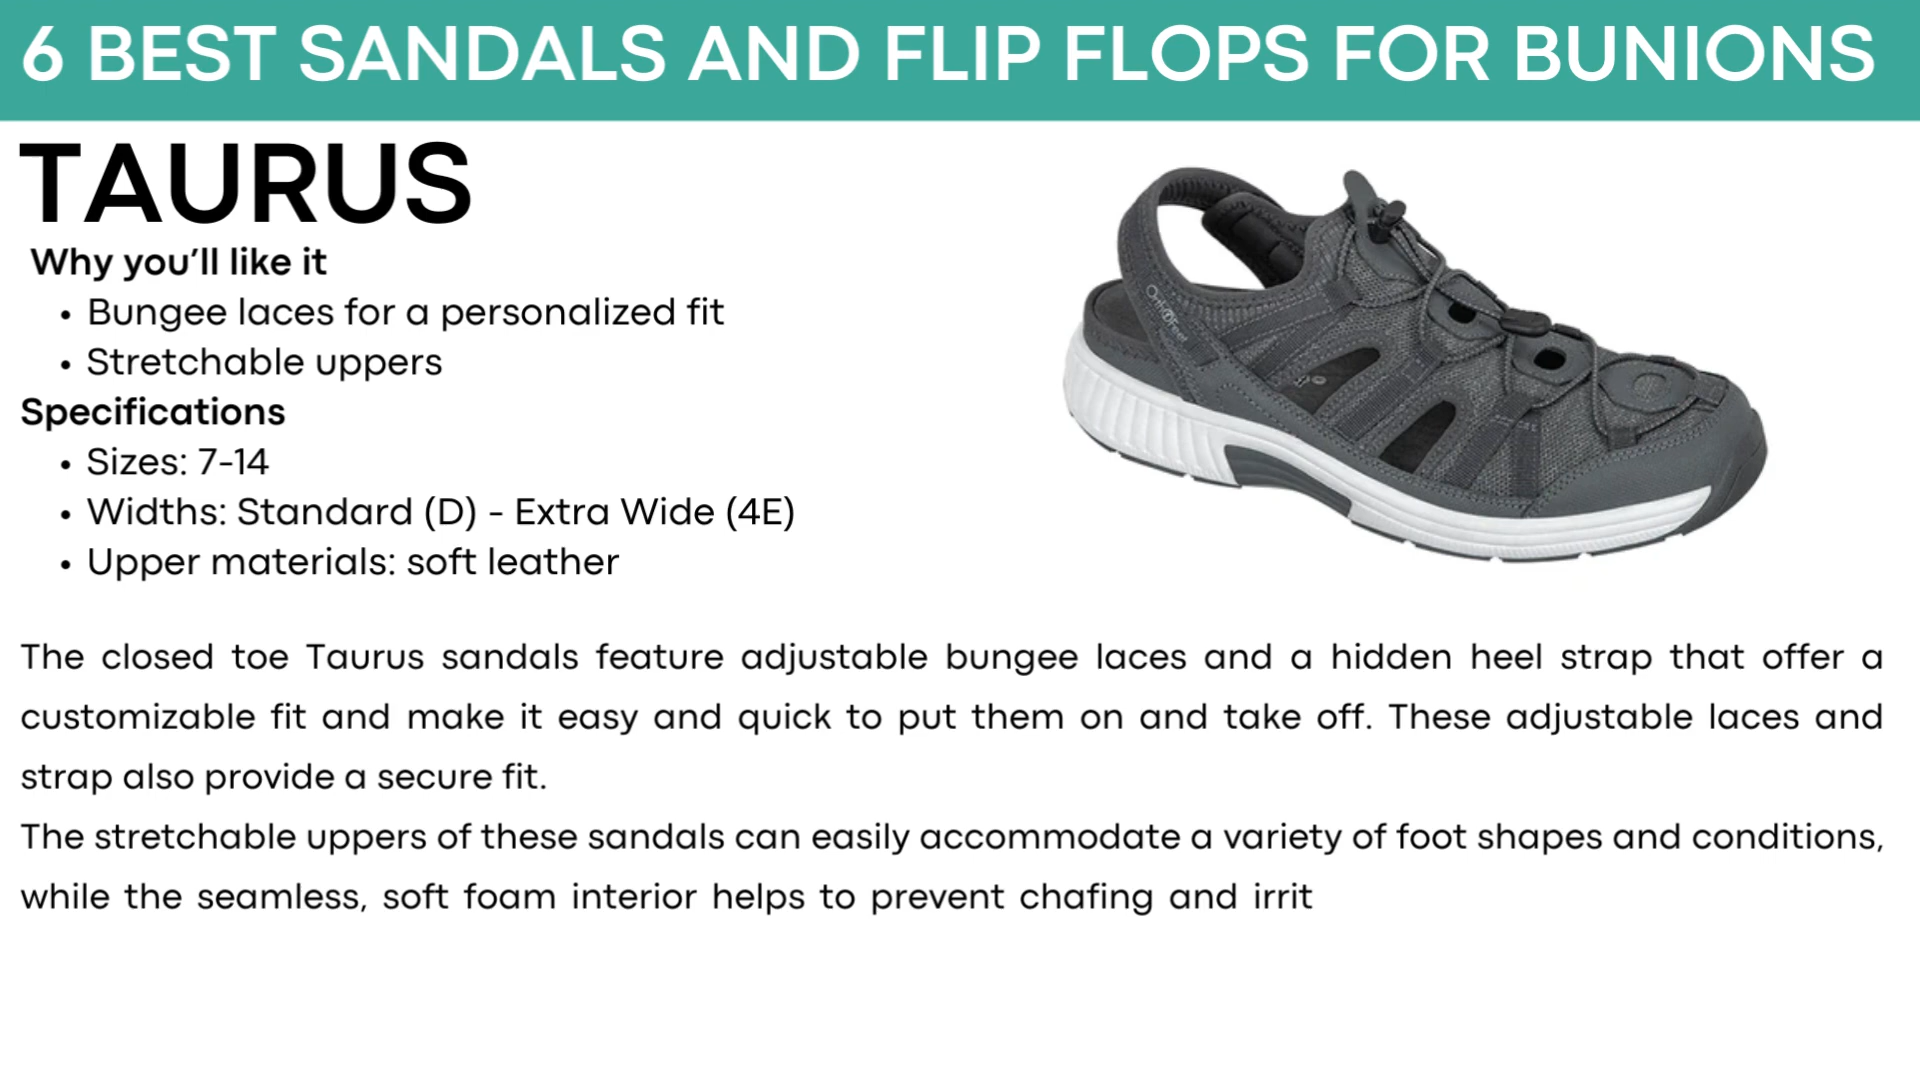 6 BEST SANDALS AND FLIP FLOPS FOR BUNIONS
TAURUS
Why you’ll like it
• Bungee laces for a personalized fit
• Stretchable uppers
Specifications
• Sizes: 7-14
• Widths: Standard (D) - Extra Wide (4E)
• Upper materials: soft leather
OrthoFeet
The closed toe Taurus sandals feature adjustable bungee laces and a hidden heel strap that offer a
customizable fit and make it easy and quick to put them on and take off. These adjustable laces and
strap also provide a secure fit.
The stretchable uppers of these sandals can easily accommodate a variety of foot shapes and conditions,
while the seamless, soft foam interior helps to prevent chafing and irrit